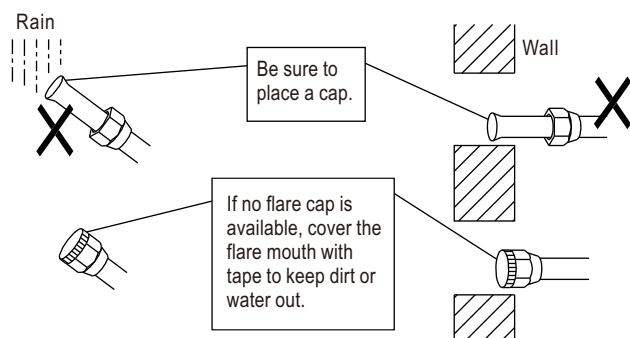 Rain
Wall
Be sure to
place a cap.
If no flare cap is
available, cover the
flare mouth with
tape to keep dirt or
water out.